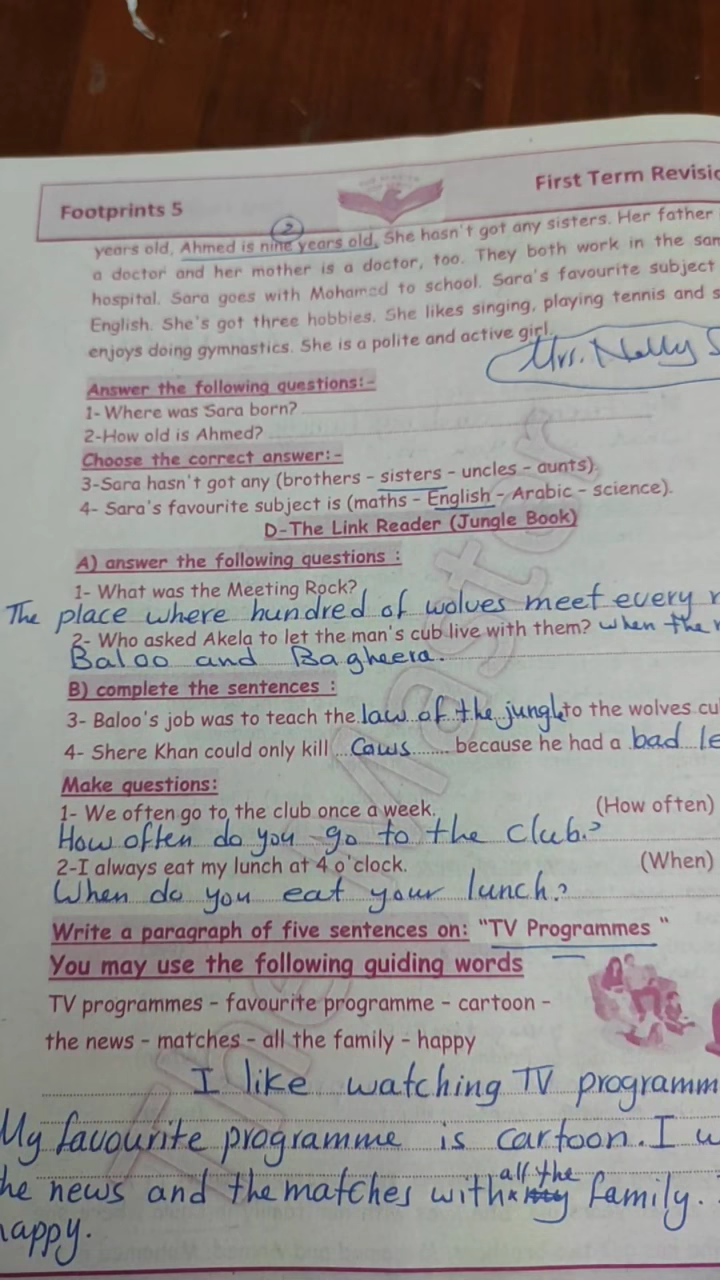 Footprints 5
First Term Revisio
2
years old, Ahmed is nine years old, She hasn't got any sisters. Her father
a doctor and her mother is a doctor, too. They both work in the sam
hospital. Sara goes with Mohamed to school. Sara's favourite subject
English. She's got three hobbies. She likes singing, playing tennis and s
enjoys doing gymnastics. She is a polite and active girl.
Mrs. Nelly S
Answer the following questions:-
1- Where was Sara born?
2-How old is Ahmed?
Choose the correct answer:-
3-Sara hasn't got any (brothers - sisters - uncles - aunts).
4- Sara's favourite subject is (maths - English - Arabic - science).
D-The Link Reader (Jungle Book)
A) answer the following questions :
1- What was the Meeting Rock?
The place where hundred of wolves meet every
2- Who asked Akela to let the man's cub live with them? when the
Baloo and Bagheera.
B) complete the sentences :
3- Baloo's job was to teach the law of the jungle to the wolves cu
4- Shere Khan could only kill cows because he had a bad le
Make questions:
1- We often go to the club once a week. (How often)
How often do you go to the club?
2-I always eat my lunch at 4 o'clock. (When)
When do you eat your lunch?
Write a paragraph of five sentences on: "TV Programmes "
You may use the following guiding words
TV programmes - favourite programme - cartoon -
the news - matches - all the family - happy
I like watching TV programm
My favourite programme is cartoon. I w
he news and the matches with all the family.
happy.
The Master